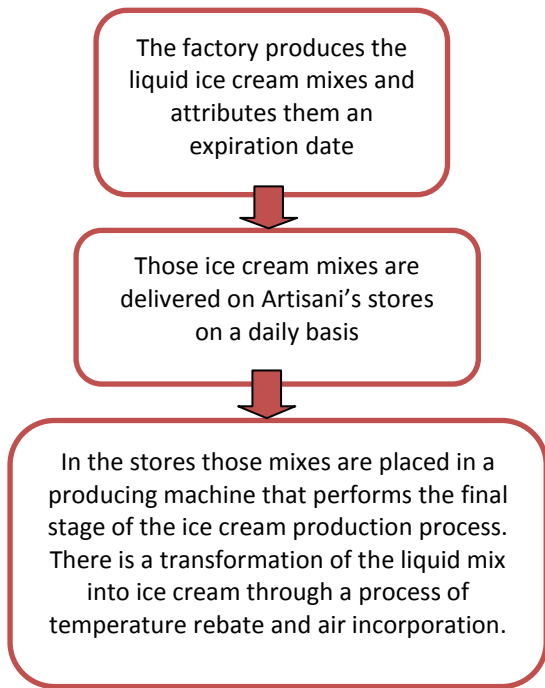 The factory produces the
liquid ice cream mixes and
attributes them an
expiration date
Those ice cream mixes are
delivered on Artisani’s stores
on a daily basis
In the stores those mixes are placed in a
producing machine that performs the final
stage of the ice cream production process.
There is a transformation of the liquid mix
into ice cream through a process of
temperature rebate and air incorporation.